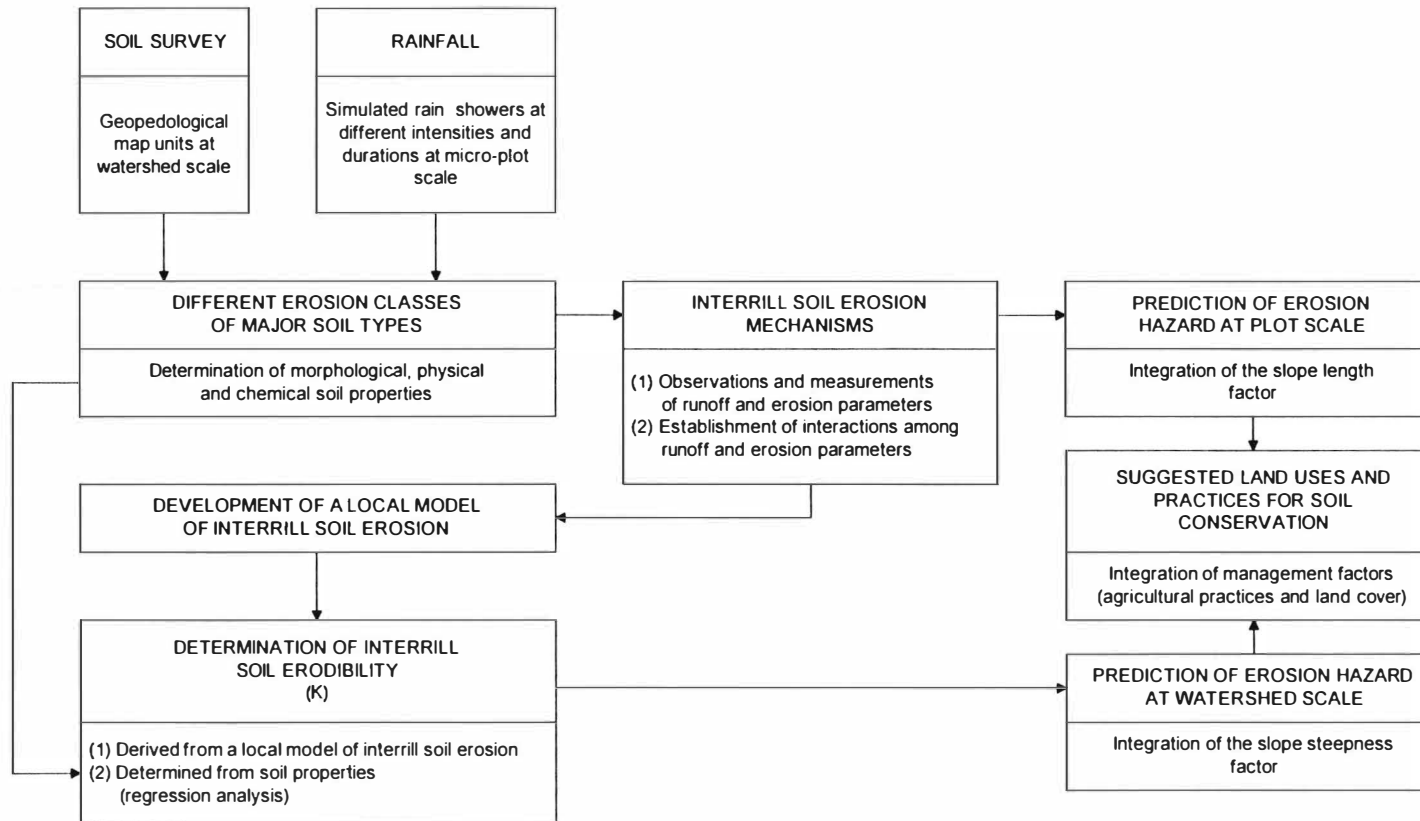 SOIL SURVEY
Geopedological
map units at
watershed scale
RAINFALL
Simulated rain showers at
different intensities and
durations at micro-plot
scale
DIFFERENT EROSION CLASSES
OF MAJOR SOIL TYPES
Determination of morphological, physical
and chemical soil properties
INTERRILL SOIL EROSION
MECHANISMS
(1) Observations and measurements
of runoff and erosion parameters
(2) Establishment of interactions among
runoff and erosion parameters
PREDICTION OF EROSION
HAZARD AT PLOT SCALE
Integration of the slope length
factor
DEVELOPMENT OF A LOCAL MODEL
OF INTERRILL SOIL EROSION
SUGGESTED LAND USES AND
PRACTICES FOR SOIL
CONSERVATION
Integration of management factors
(agricultural practices and land cover)
DETERMINATION OF INTERRILL
SOIL ERODIBILITY
(K)
(1) Derived from a local model of interrill soil erosion
(2) Determined from soil properties
(regression analysis)
PREDICTION OF EROSION HAZARD
AT WATERSHED SCALE
Integration of the slope steepness
factor